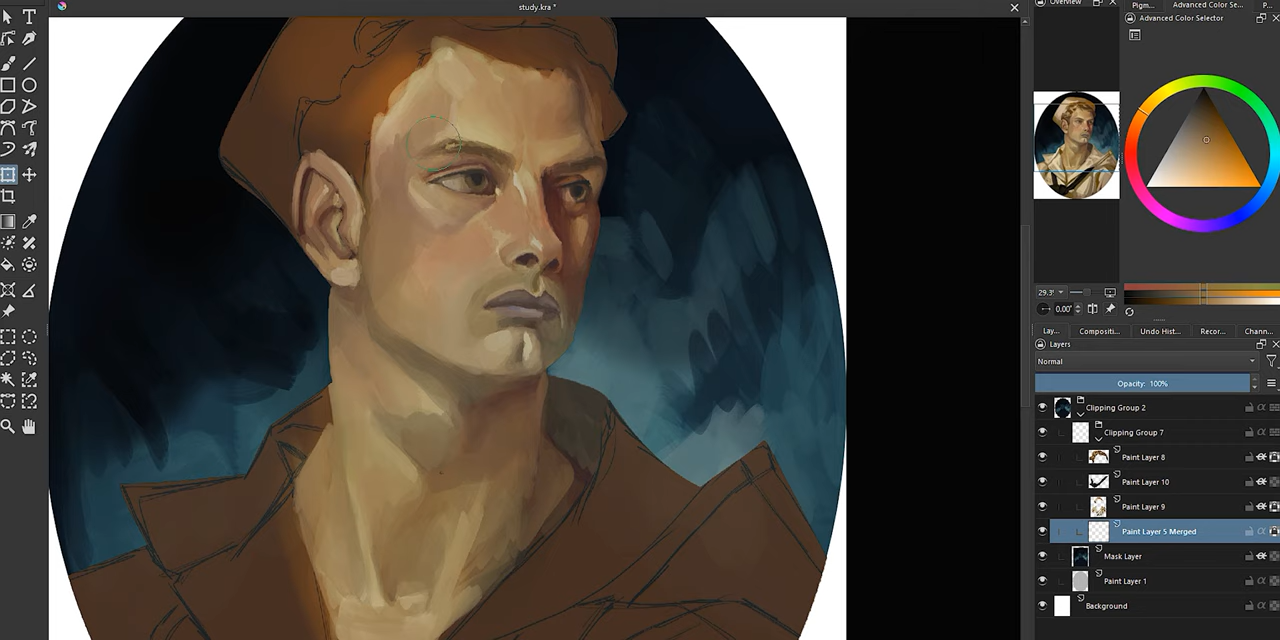 study.kra *
Overview
Pigm...
Advanced Color Se...
P...
Advanced Color Selector
29.3°
0.00°
Lay...
Compositi...
Undo Hist...
Recor...
Chann...
Layers
Normal
Opacity: 100%
Clipping Group 2
Clipping Group 7
Paint Layer 8
Paint Layer 10
Paint Layer 9
Paint Layer 5 Merged
Mask Layer
Paint Layer 1
Background